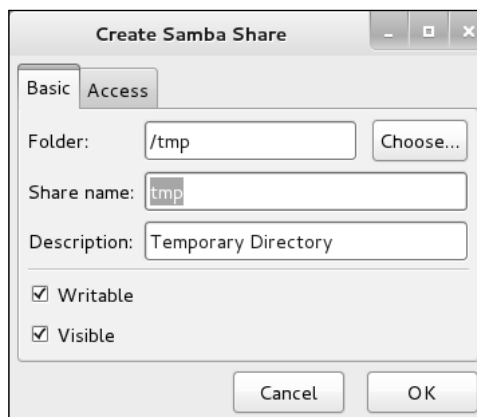 Create Samba Share
Basic Access
Folder: /tmp Choose...
Share name: tmp
Description: Temporary Directory
Writable
Visible
Cancel OK